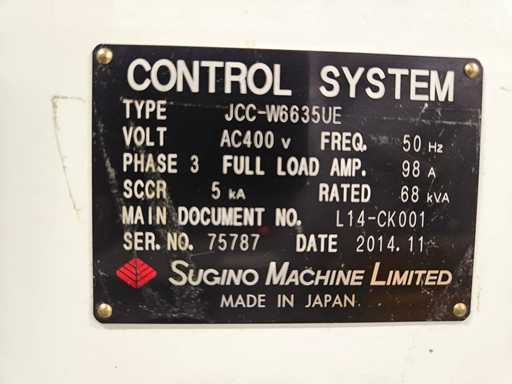 CONTROL SYSTEM
TYPE JCC-W6635UE
VOLT AC400 V FREQ. 50 Hz
PHASE 3 FULL LOAD AMP. 98 A
SCCR 5 kA RATED 68 kVA
MAIN DOCUMENT NO. L14-CK001
SER. NO. 75787 DATE 2014.11
SUGINO MACHINE LIMITED
MADE IN JAPAN